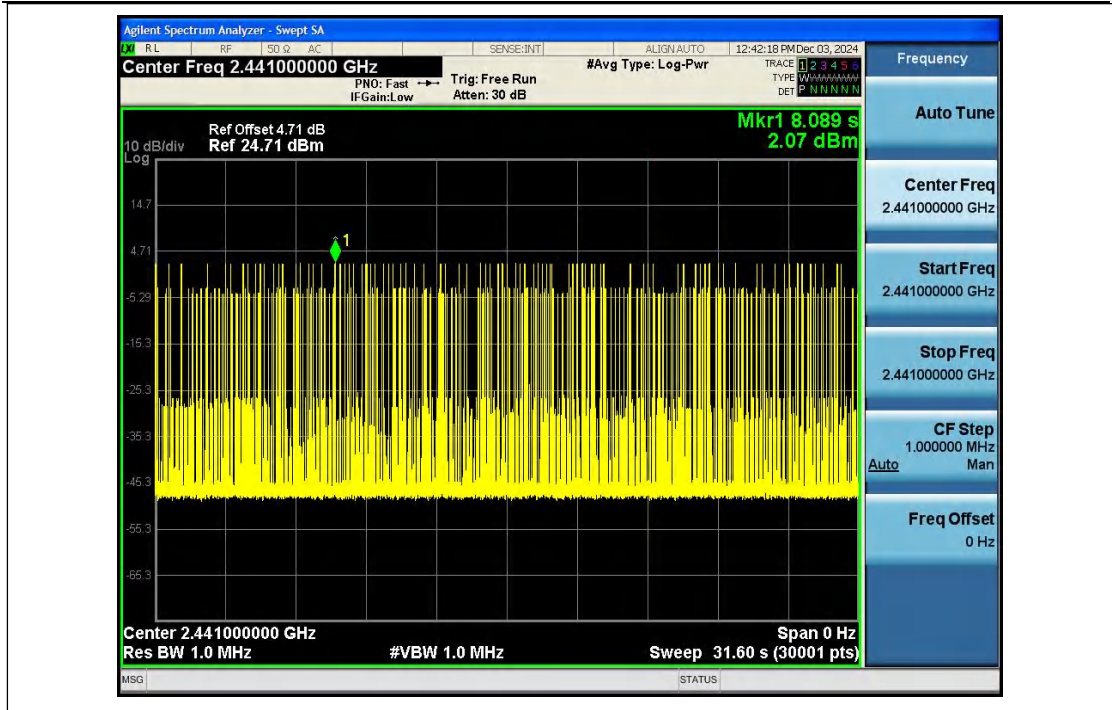 Agilent Spectrum Analyzer - Swept SA
LXI RL RF 50 Ω AC SENSE:INT ALIGN AUTO 12:42:18 PM Dec 03, 2024
Center Freq 2.441000000 GHz #Avg Type: Log-Pwr TRACE 1 2 3 4 5 6
PNO: Fast Trig: Free Run TYPE WWWWWW
IFGain:Low Atten: 30 dB DET P N N N N N
Frequency
Mkr1 8.089 s
Ref Offset 4.71 dB
10 dB/div Ref 24.71 dBm 2.07 dBm
Log
14.7
4.71
1
-5.29
-15.3
-25.3
-35.3
-45.3
-55.3
-65.3
Center 2.441000000 GHz Span 0 Hz
Res BW 1.0 MHz #VBW 1.0 MHz Sweep 31.60 s (30001 pts)
Auto Tune
Center Freq
2.441000000 GHz
Start Freq
2.441000000 GHz
Stop Freq
2.441000000 GHz
CF Step
1.000000 MHz
Auto Man
Freq Offset
0 Hz
MSG STATUS